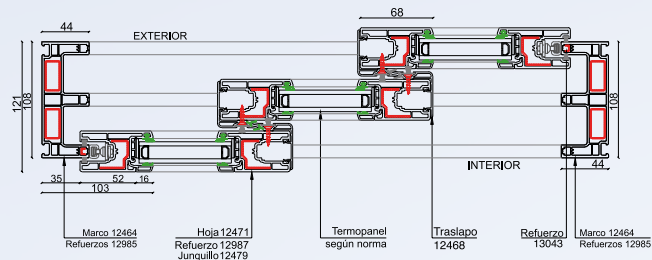 68
44
EXTERIOR
121
108
108
INTERIOR
44
35
52
16
103
Marco 12464
Refuerzos 12985
Hoja 12471
Refuerzo 12987
Junquillo 12479
Termopanel
según norma
Traslapo
12468
Refuerzo
13043
Marco 12464
Refuerzos 12985